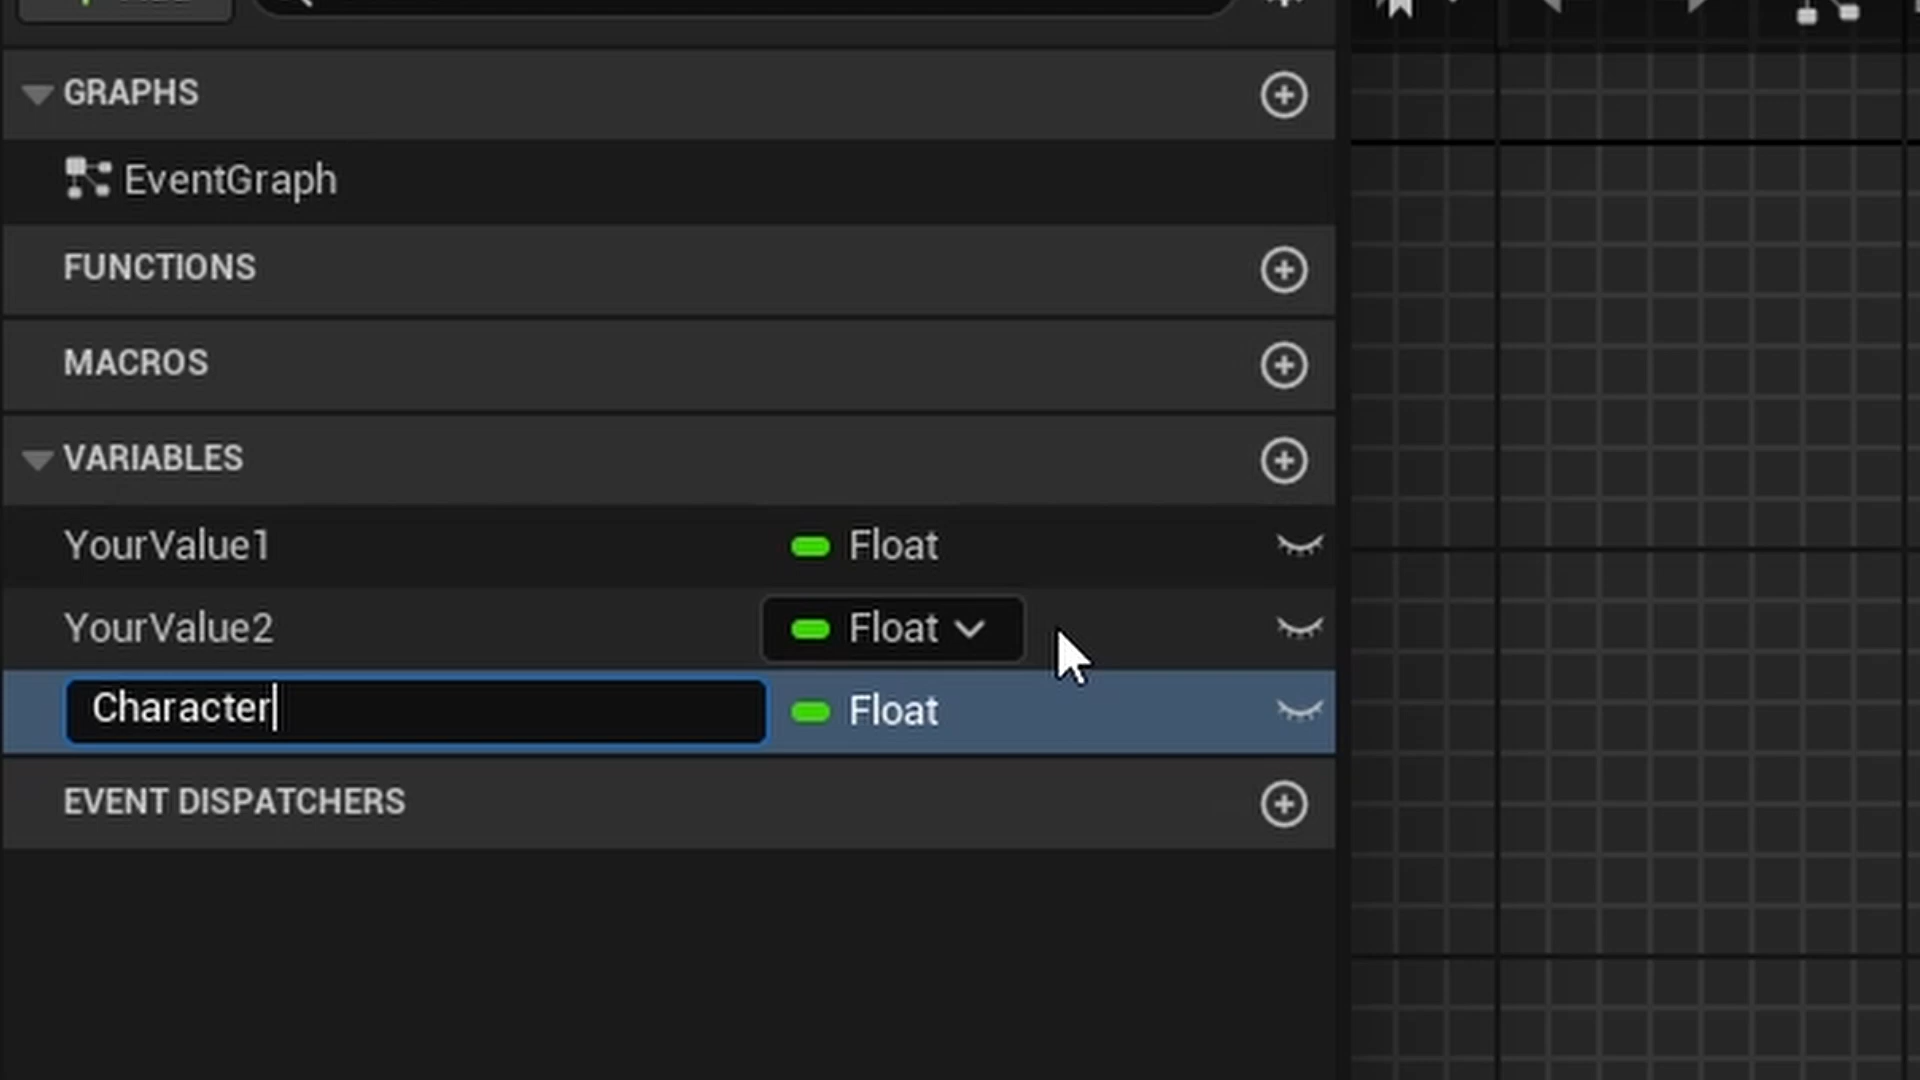 GRAPHS
EventGraph
FUNCTIONS
MACROS
VARIABLES
YourValue1 Float
YourValue2 Float
Character Float
EVENT DISPATCHERS